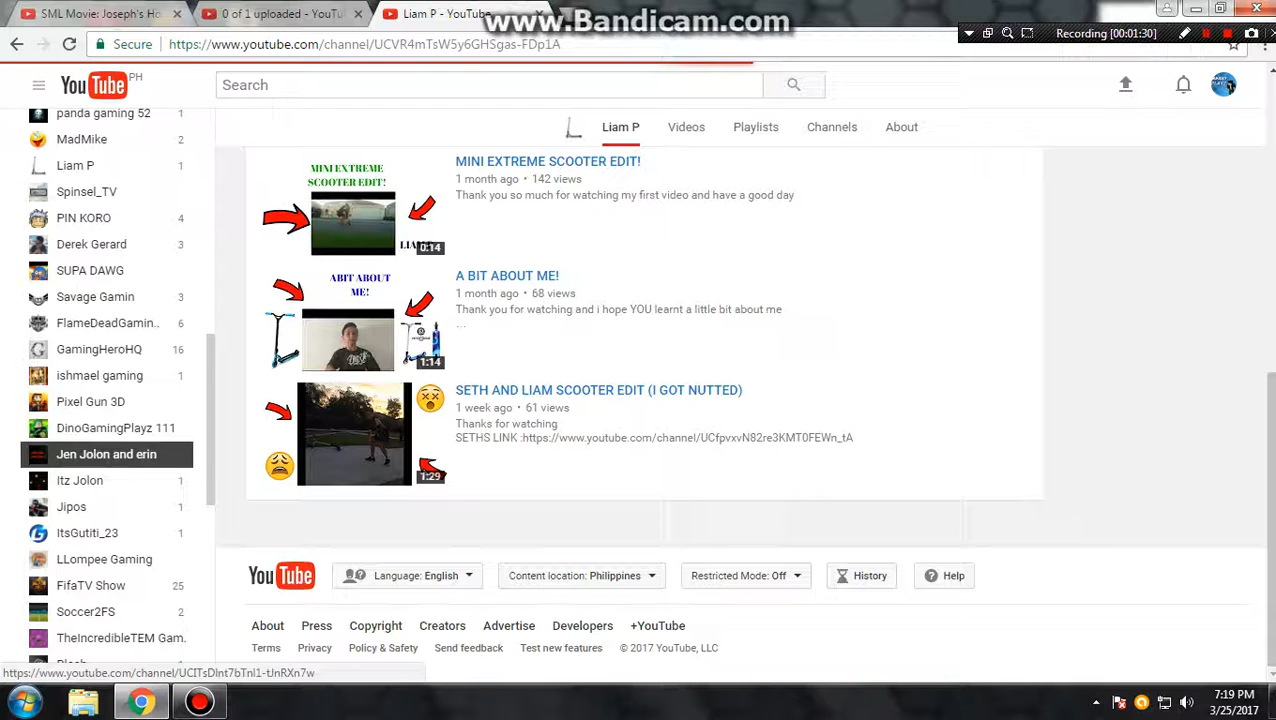 SML Movie: Joseph's
0 of 1 uploaded - YouTube
Liam P - YouTube
www.Bandicam.com
Secure
https://www.youtube.com/channel/UCVR4mTsW5y6GHSgas-FDp1A
Recording [00:01:30]
YouTube PH
Search
Liam P
Videos
Playlists
Channels
About
panda gaming 52 1
MadMike 2
Liam P 1
Spinsel_TV
PIN KORO 4
Derek Gerard 3
SUPA DAWG
Savage Gamin 3
FlameDeadGamin.. 6
GamingHeroHQ 16
ishmael gaming 1
Pixel Gun 3D
DinoGamingPlayz 111
Jen Jolon and erin
Itz Jolon 1
Jipos 1
ItsGutiti_23 1
LLompee Gaming
FifaTV Show 25
Soccer2FS 2
TheIncredibleTEM Gam.
MINI EXTREME
SCOOTER EDIT!
0:14
MINI EXTREME SCOOTER EDIT!
1 month ago • 142 views
Thank you so much for watching my first video and have a good day
ABIT ABOUT
ME!
1:14
A BIT ABOUT ME!
1 month ago • 68 views
Thank you for watching and i hope YOU learnt a little bit about me
...
1:29
SETH AND LIAM SCOOTER EDIT (I GOT NUTTED)
1 week ago • 61 views
Thanks for watching
SETHS LINK :https://www.youtube.com/channel/UCfpvxvN82re3KMT0FEWn_tA
YouTube
Language: English
Content location: Philippines
Restricted Mode: Off
History
Help
About
Press
Copyright
Creators
Advertise
Developers
+YouTube
Terms
Privacy
Policy & Safety
Send feedback
Test new features
© 2017 YouTube, LLC
https://www.youtube.com/channel/UCITsDlnt7bTnl1-tJnRXn7w
7:19 PM
3/25/2017